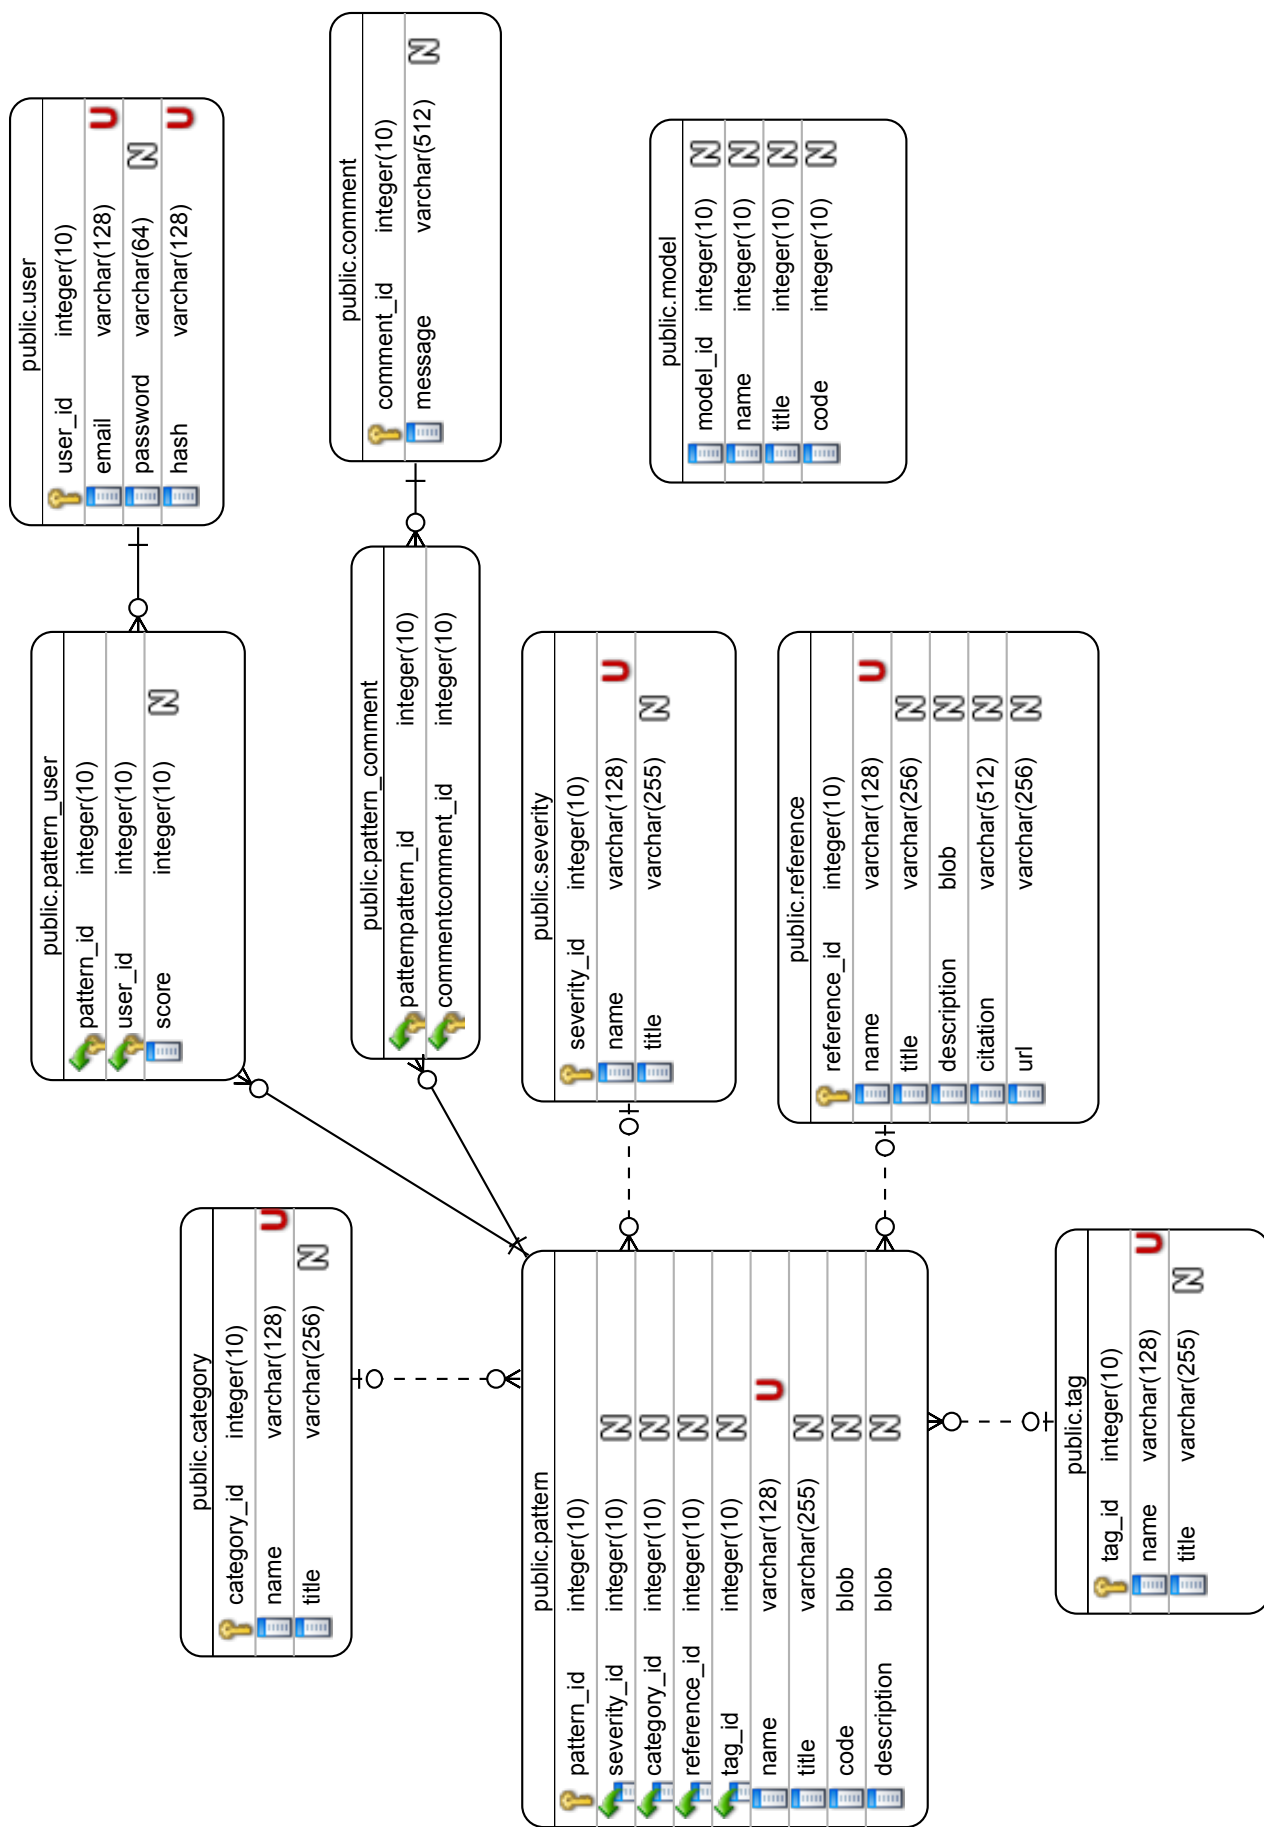 public.user
user_id integer(10)
email varchar(128) U
password varchar(64) N
hash varchar(128) U
public.pattern_user
pattern_id integer(10)
user_id integer(10)
score integer(10) N
public.category
category_id integer(10)
name varchar(128) U
title varchar(256) N
public.comment
comment_id integer(10)
message varchar(512) N
public.pattern_comment
patternpattern_id integer(10)
commentcomment_id integer(10)
public.pattern
pattern_id integer(10)
severity_id integer(10) N
category_id integer(10) N
reference_id integer(10) N
tag_id integer(10) N
name varchar(128) U
title varchar(255) N
code blob N
description blob N
public.severity
severity_id integer(10)
name varchar(128) U
title varchar(255) N
public.model
model_id integer(10) N
name integer(10) N
title integer(10) N
code integer(10) N
public.reference
reference_id integer(10)
name varchar(128) U
title varchar(256) N
description blob N
citation varchar(512) N
url varchar(256) N
public.tag
tag_id integer(10)
name varchar(128) U
title varchar(255) N